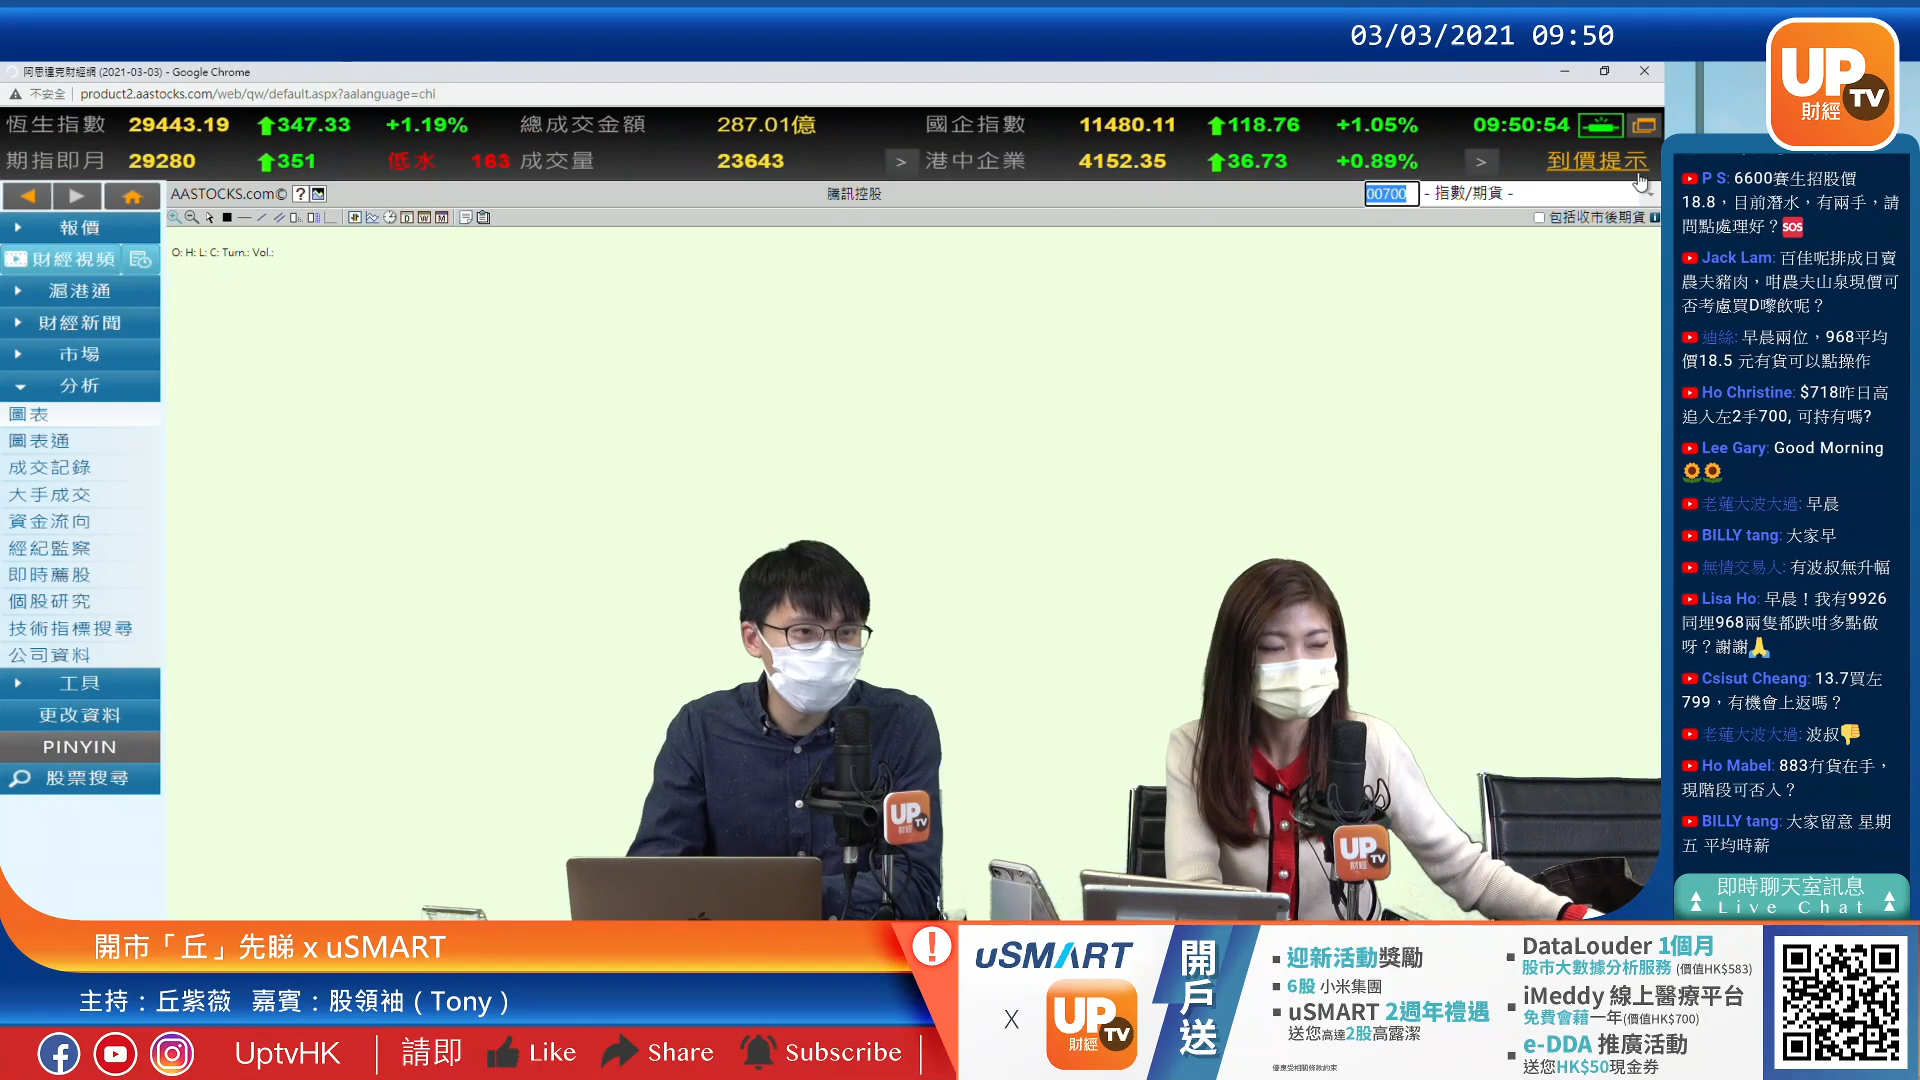 03/03/2021 09:50
UP
TV
財經
阿思達克財經網 (2021-03-03) - Google Chrome
不安全 | product2.aastocks.com/web/qw/default.aspx?aalanguage=chi
恆生指數 29443.19 347.33 +1.19% 總成交金額 287.01億 國企指數 11480.11 118.76 +1.05% 09:50:54
期指即月 29280 351 低水 163 成交量 23643 > 港中企業 4152.35 36.73 +0.89% > 到價提示
AASTOCKS.com© ? 騰訊控股 00700 - 指數/期貨 -
包括收市後期貨
O: H: L: C: Turn.: Vol.:
報價
財經視頻
滬港通
財經新聞
市場
分析
圖表
圖表通
成交記錄
大手成交
資金流向
經紀監察
即時薦股
個股研究
技術指標搜尋
公司資料
工具
更改資料
PINYIN
股票搜尋
P S: 6600賽生招股價
18.8，目前潛水，有兩手，請
問點處理好？SOS
Jack Lam: 百佳呢排成日賣
農夫豬肉，咁農夫山泉現價可
否考慮買D嚟飲呢？
迪絲: 早晨兩位，968平均
價18.5 元有貨可以點操作
Ho Christine: $718昨日高
追入左2手700, 可持有嗎?
Lee Gary: Good Morning
🌻🌻
老蓮大波大過: 早晨
BILLY tang: 大家早
無情交易人: 有波叔無升幅
Lisa Ho: 早晨！我有9926
同埋968兩隻都跌咁多點做
呀？謝謝🙏
Csisut Cheang: 13.7買左
799，有機會上返嗎？
老蓮大波大過: 波叔👎
Ho Mabel: 883冇貨在手，
現階段可否入？
BILLY tang: 大家留意 星期
五 平均時薪
即時聊天室訊息
Live Chat
UP
TV
財經
UP
TV
財經
開市「丘」先睇 x uSMART
主持：丘紫薇 嘉賓：股領袖（Tony）
UptvHK | 請即 Like Share Subscribe |
!
uSMART
X
UP
TV
財經
開戶送
迎新活動獎勵
6股 小米集團
uSMART 2週年禮遇
送您高達2股高露潔
優惠受相關條款約束
DataLouder 1個月
股市大數據分析服務 (價值HK$583)
iMeddy 線上醫療平台
免費會籍一年(價值HK$700)
e-DDA 推廣活動
送您HK$50現金券